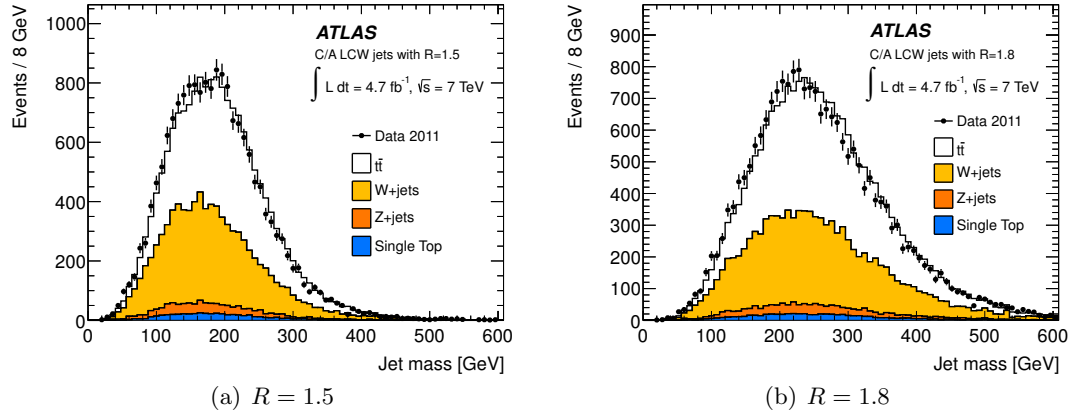 Events / 8 GeV
1000
800
600
400
200
0
0 100 200 300 400 500 600
Jet mass [GeV]
ATLAS
C/A LCW jets with R=1.5
∫ L dt = 4.7 fb⁻¹, √s = 7 TeV
Data 2011
tt̄
W+jets
Z+jets
Single Top
(a) R = 1.5
Events / 8 GeV
900
800
700
600
500
400
300
200
100
0
0 100 200 300 400 500 600
Jet mass [GeV]
ATLAS
C/A LCW jets with R=1.8
∫ L dt = 4.7 fb⁻¹, √s = 7 TeV
Data 2011
tt̄
W+jets
Z+jets
Single Top
(b) R = 1.8